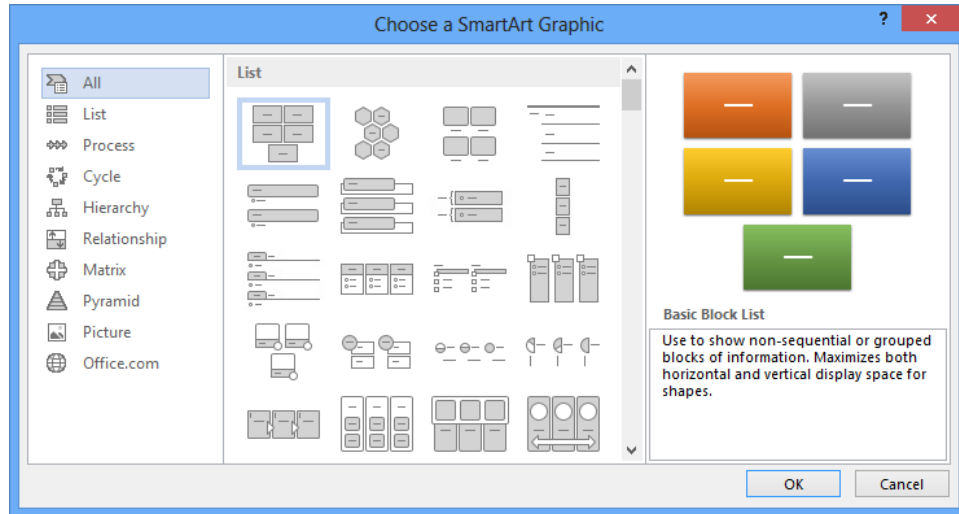 Choose a SmartArt Graphic
?
All
List
Process
Cycle
Hierarchy
Relationship
Matrix
Pyramid
Picture
Office.com
List
Basic Block List
Use to show non-sequential or grouped
blocks of information. Maximizes both
horizontal and vertical display space for
shapes.
OK
Cancel